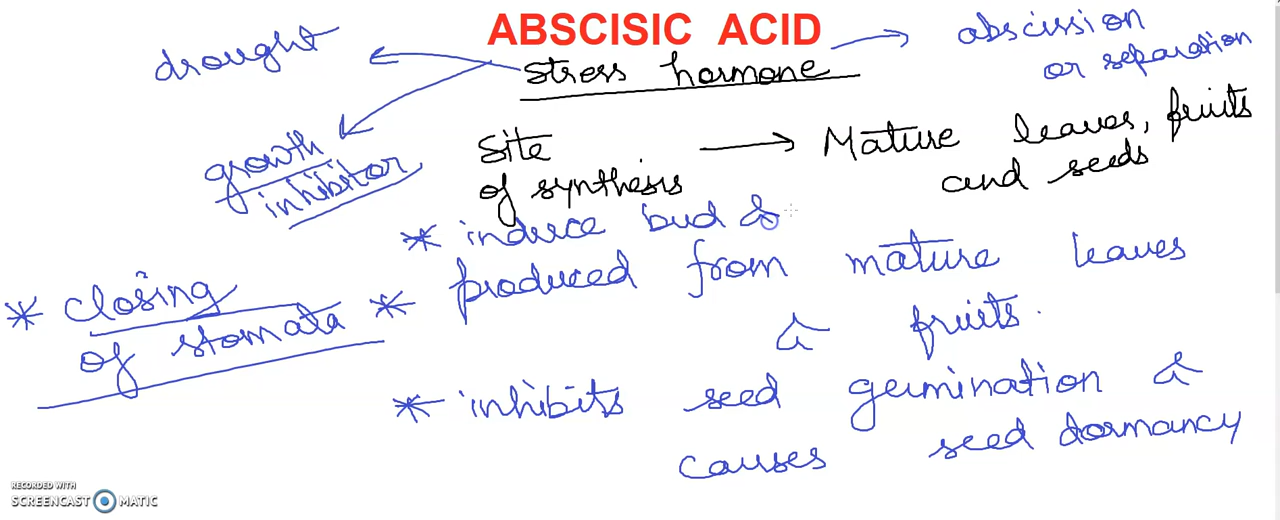 ABSCISIC ACID
stress hormone
drought
abscission
or separation
growth
inhibitor
Site
of synthesis
Mature leaves, fruits
and seeds
* induce bud &
* produced from mature leaves
& fruits.
* closing
of stomata
* inhibits seed germination &
causes seed dormancy
RECORDED WITH
SCREENCAST MATIC